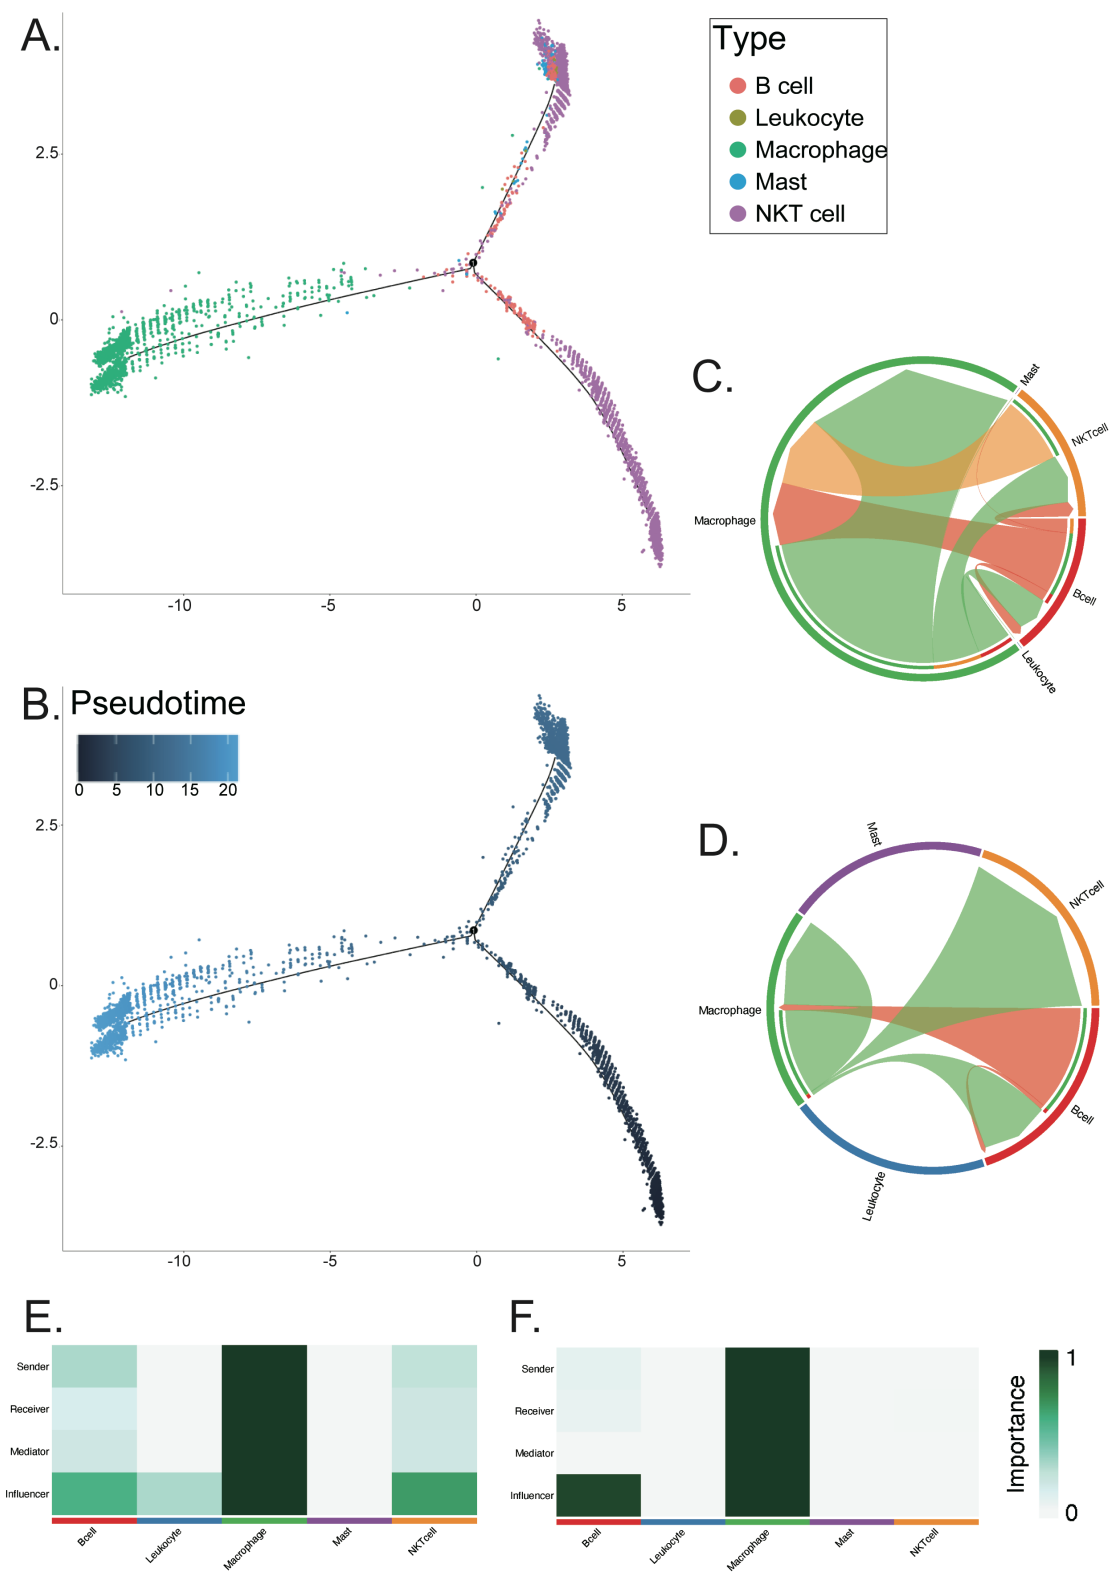 A.
Type
B cell
Leukocyte
Macrophage
Mast
NKT cell
2.5
0
-2.5
-10
-5
0
5
C.
Mast
NKTcell
Macrophage
Bcell
Leukocyte
B.
Pseudotime
0 5 10 15 20
2.5
0
-2.5
-10
-5
0
5
D.
Mast
NKTcell
Macrophage
Bcell
Leukocyte
E.
Sender
Receiver
Mediator
Influencer
Bcell
Leukocyte
Macrophage
Mast
NKTcell
F.
Sender
Receiver
Mediator
Influencer
Bcell
Leukocyte
Macrophage
Mast
NKTcell
Importance
1
0